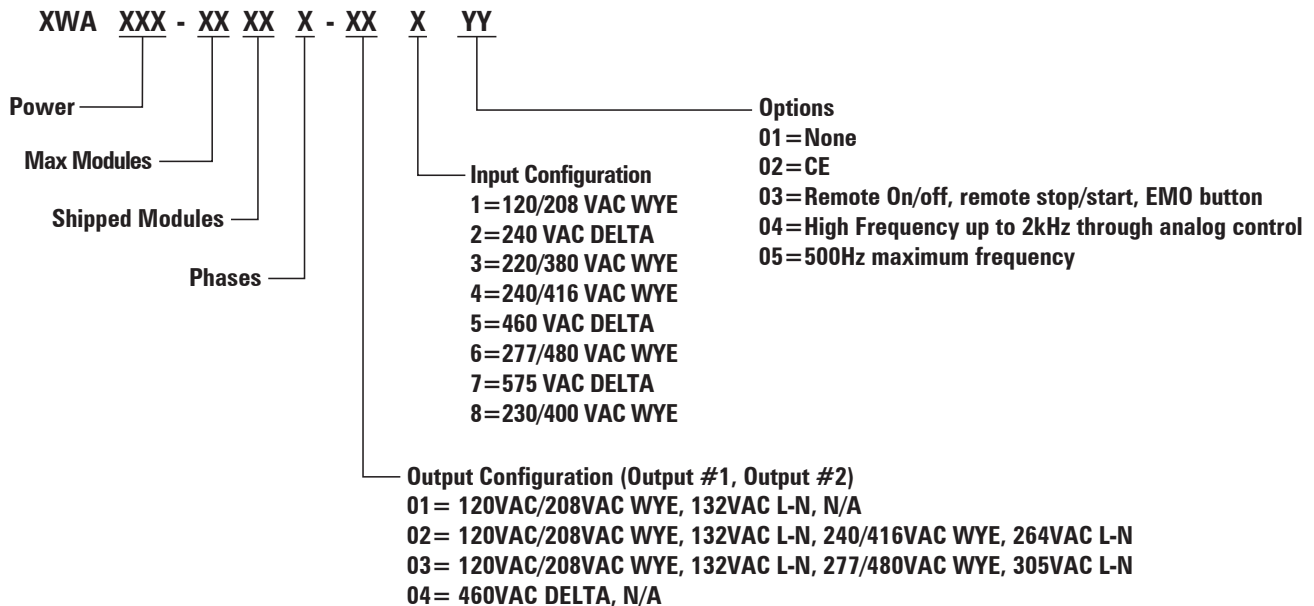 XWA XXX - XX XX X - XX X YY
Power
Max Modules
Shipped Modules
Phases
Options
01=None
02=CE
03=Remote On/off, remote stop/start, EMO button
04=High Frequency up to 2kHz through analog control
05=500Hz maximum frequency
Input Configuration
1=120/208 VAC WYE
2=240 VAC DELTA
3=220/380 VAC WYE
4=240/416 VAC WYE
5=460 VAC DELTA
6=277/480 VAC WYE
7=575 VAC DELTA
8=230/400 VAC WYE
Output Configuration (Output #1, Output #2)
01= 120VAC/208VAC WYE, 132VAC L-N, N/A
02= 120VAC/208VAC WYE, 132VAC L-N, 240/416VAC WYE, 264VAC L-N
03= 120VAC/208VAC WYE, 132VAC L-N, 277/480VAC WYE, 305VAC L-N
04= 460VAC DELTA, N/A